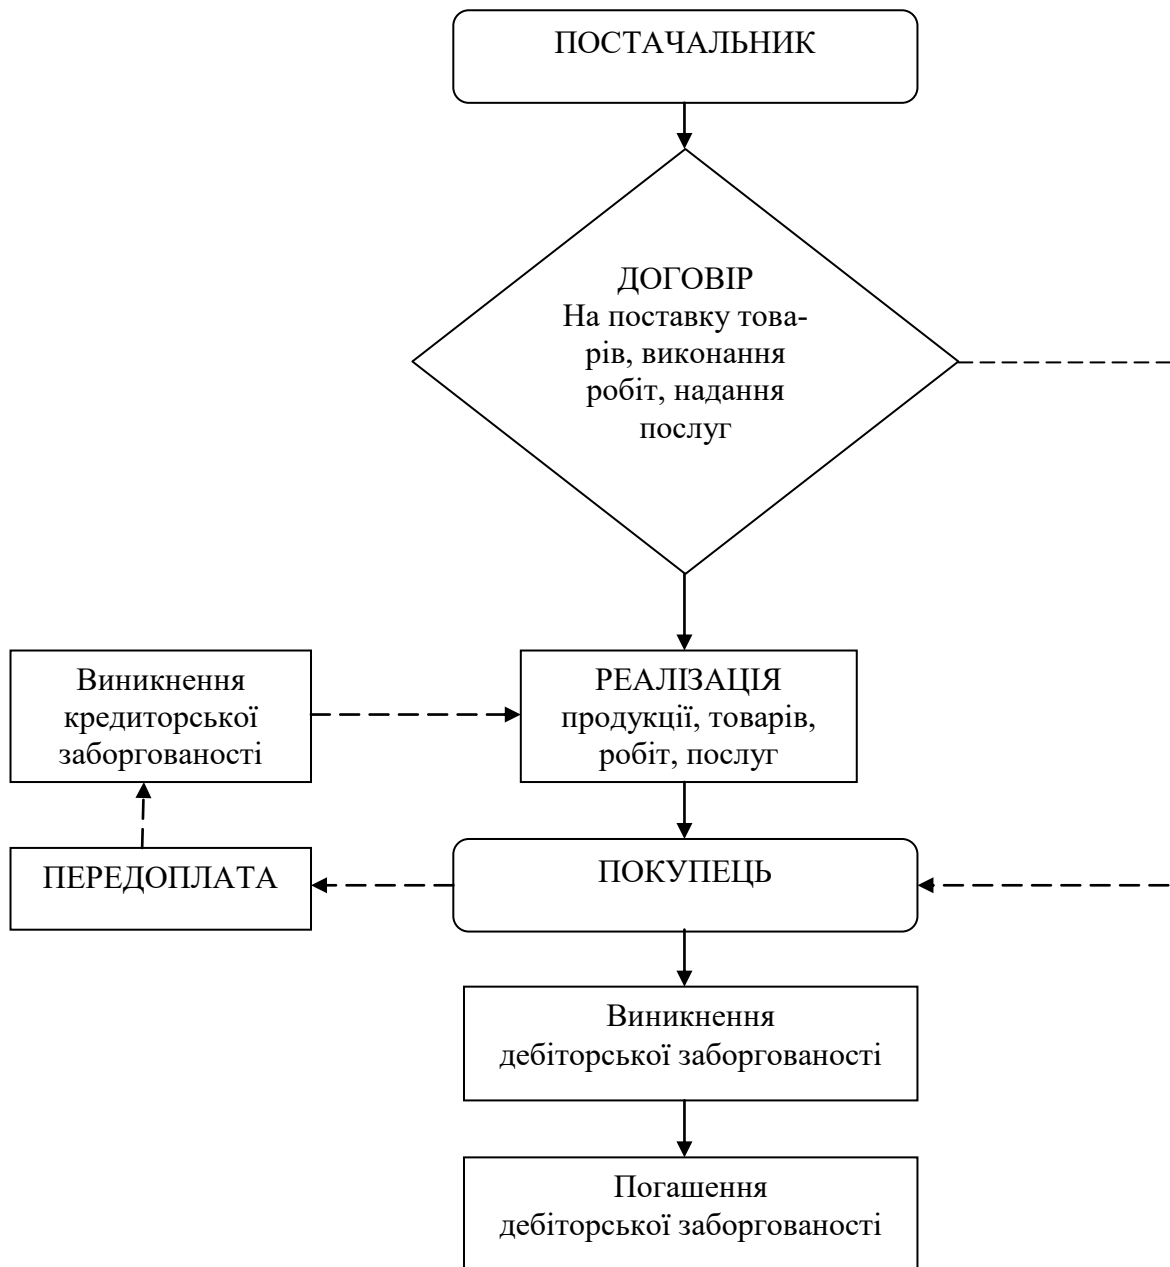 ПОСТАЧАЛЬНИК
ДОГОВІР
На поставку това-
рів, виконання
робіт, надання
послуг
Виникнення
кредиторської
заборгованості
РЕАЛІЗАЦІЯ
продукції, товарів,
робіт, послуг
ПЕРЕДОПЛАТА
ПОКУПЕЦЬ
Виникнення
дебіторської заборгованості
Погашення
дебіторської заборгованості